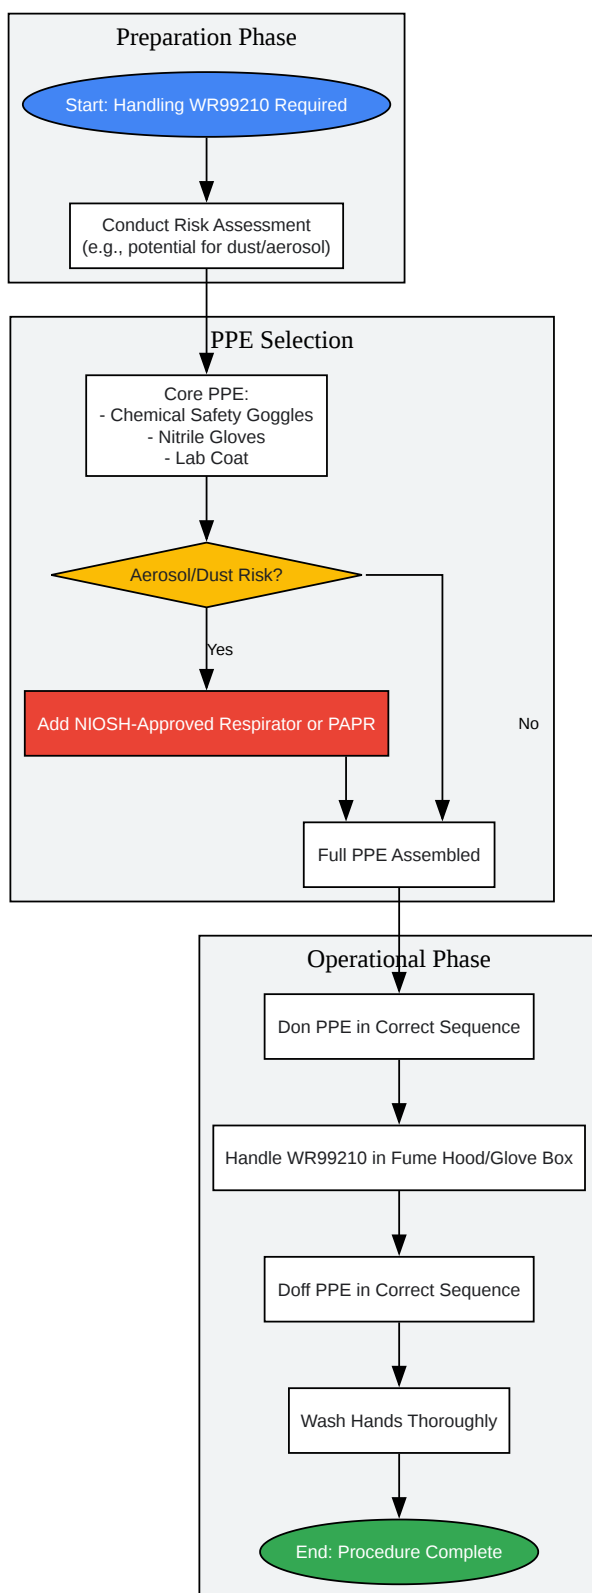 Preparation Phase
Start: Handling WR99210 Required
Conduct Risk Assessment
(e.g., potential for dust/aerosol)
PPE Selection
Core PPE:
- Chemical Safety Goggles
- Nitrile Gloves
- Lab Coat
Aerosol/Dust Risk?
Yes
Add NIOSH-Approved Respirator or PAPR
No
Full PPE Assembled
Operational Phase
Don PPE in Correct Sequence
Handle WR99210 in Fume Hood/Glove Box
Doff PPE in Correct Sequence
Wash Hands Thoroughly
End: Procedure Complete